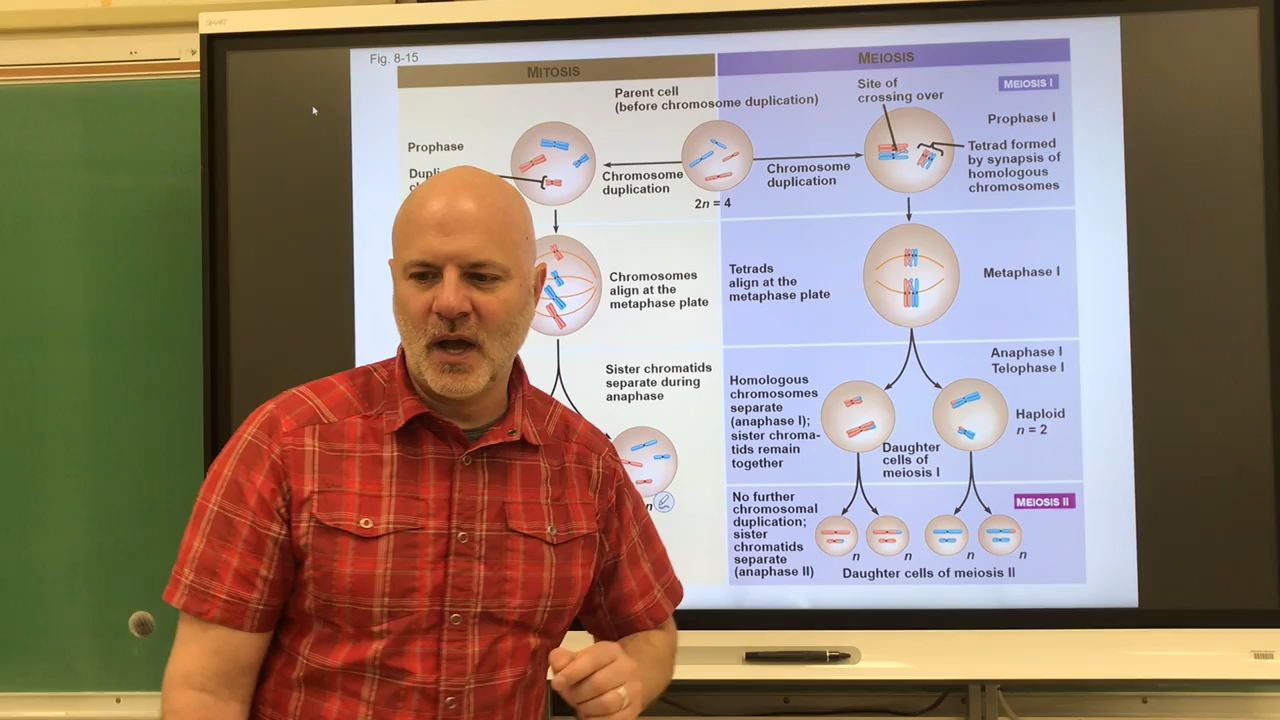 SMART
Fig. 8-15
MITOSIS
MEIOSIS
Parent cell
(before chromosome duplication)
Site of
crossing over
MEIOSIS I
Prophase
Prophase I
Chromosome
duplication
Chromosome
duplication
Tetrad formed
by synapsis of
homologous
chromosomes
2n = 4
Chromosomes
align at the
metaphase plate
Tetrads
align at the
metaphase plate
Metaphase I
Sister chromatids
separate during
anaphase
Anaphase I
Telophase I
Homologous
chromosomes
separate
(anaphase I);
sister chroma-
tids remain
together
Haploid
n = 2
Daughter
cells of
meiosis I
n
No further
chromosomal
duplication;
sister
chromatids
separate
(anaphase II)
MEIOSIS II
n
n
n
n
Daughter cells of meiosis II